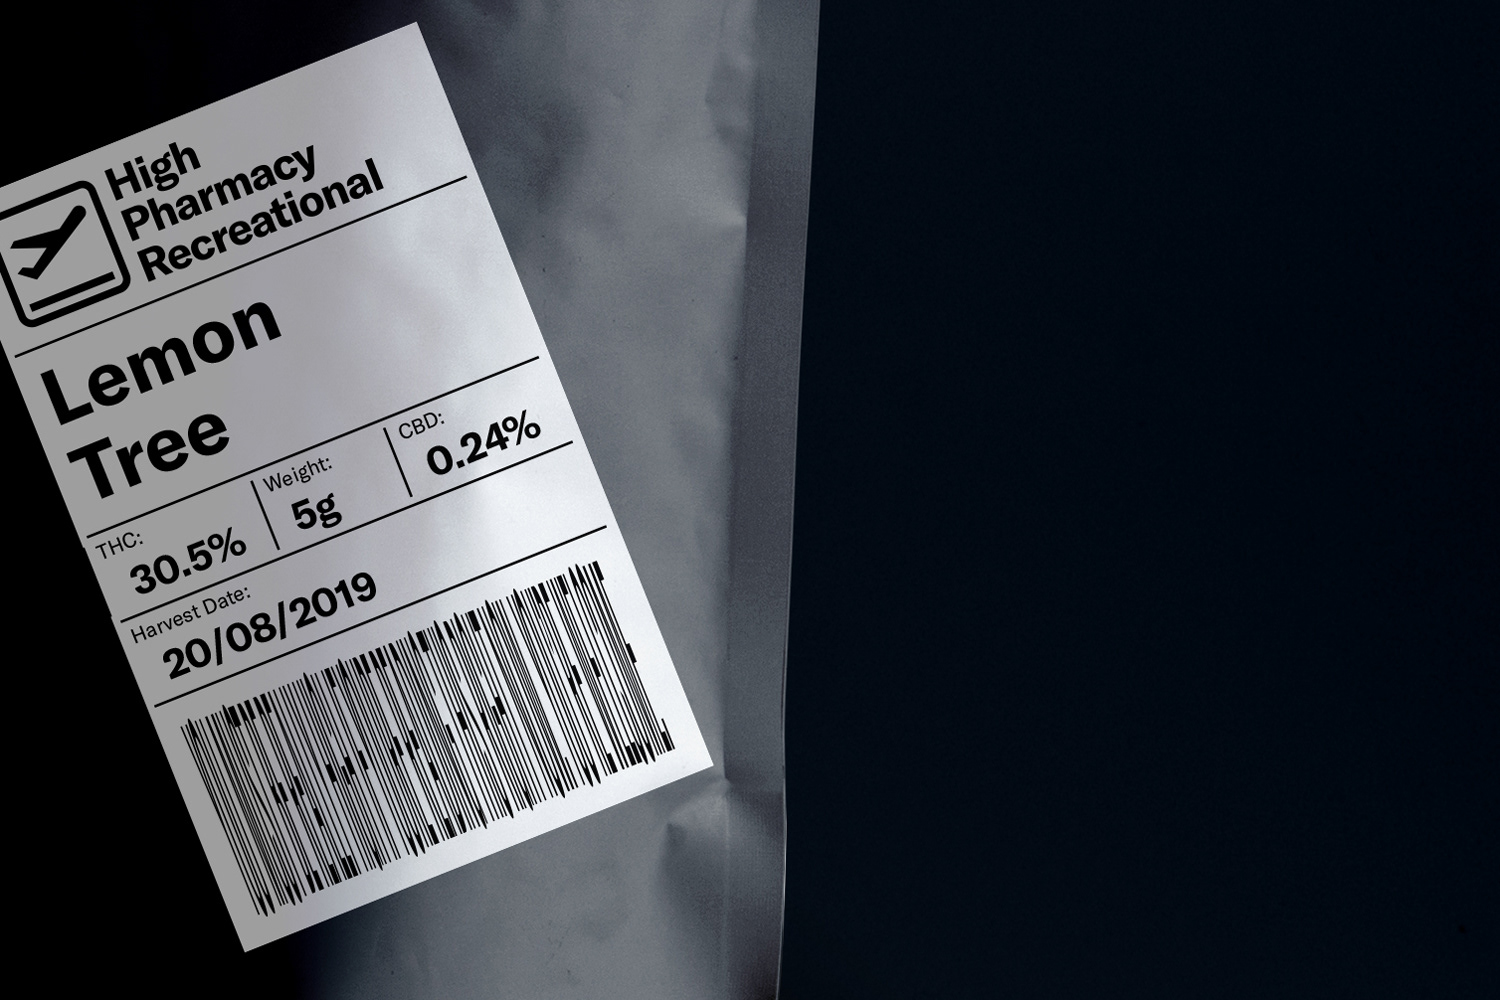 High
Pharmacy
Recreational
Lemon
Tree
THC:
30.5%
Weight:
5g
CBD:
0.24%
Harvest Date:
20/08/2019